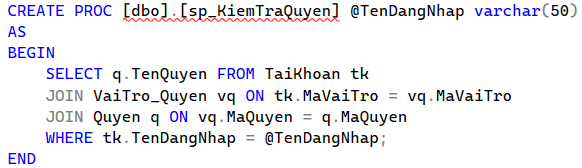 CREATE PROC [dbo].[sp_KiemTraQuyen] @TenDangNhap varchar(50)
AS
BEGIN
    SELECT q.TenQuyen FROM TaiKhoan tk
    JOIN VaiTro_Quyen vq ON tk.MaVaiTro = vq.MaVaiTro
    JOIN Quyen q ON vq.MaQuyen = q.MaQuyen
    WHERE tk.TenDangNhap = @TenDangNhap;
END